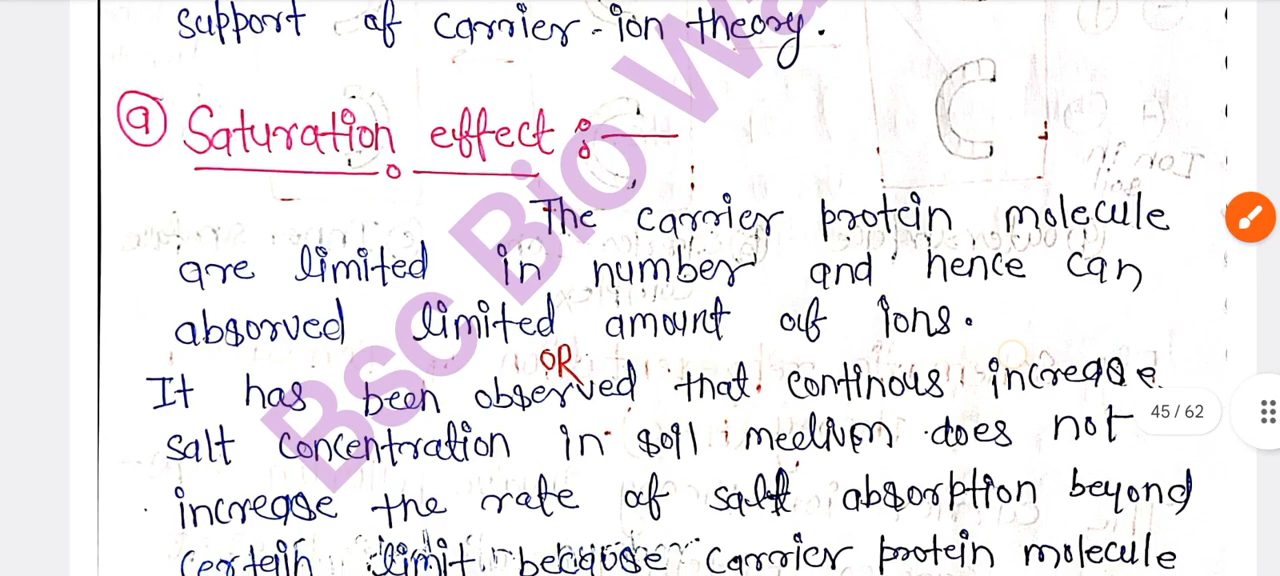 support of carrier-ion theory.
(a) Saturation effect :—
The carrier protein molecule
are limited in number and hence can
absorved limited amount of ions.
OR
It has been observed that continous increase
salt concentration in soil medium does not
increase the rate of salt absorption beyond
certain limit because carrier protein molecule
45 / 62
BSC Bio Wa
C